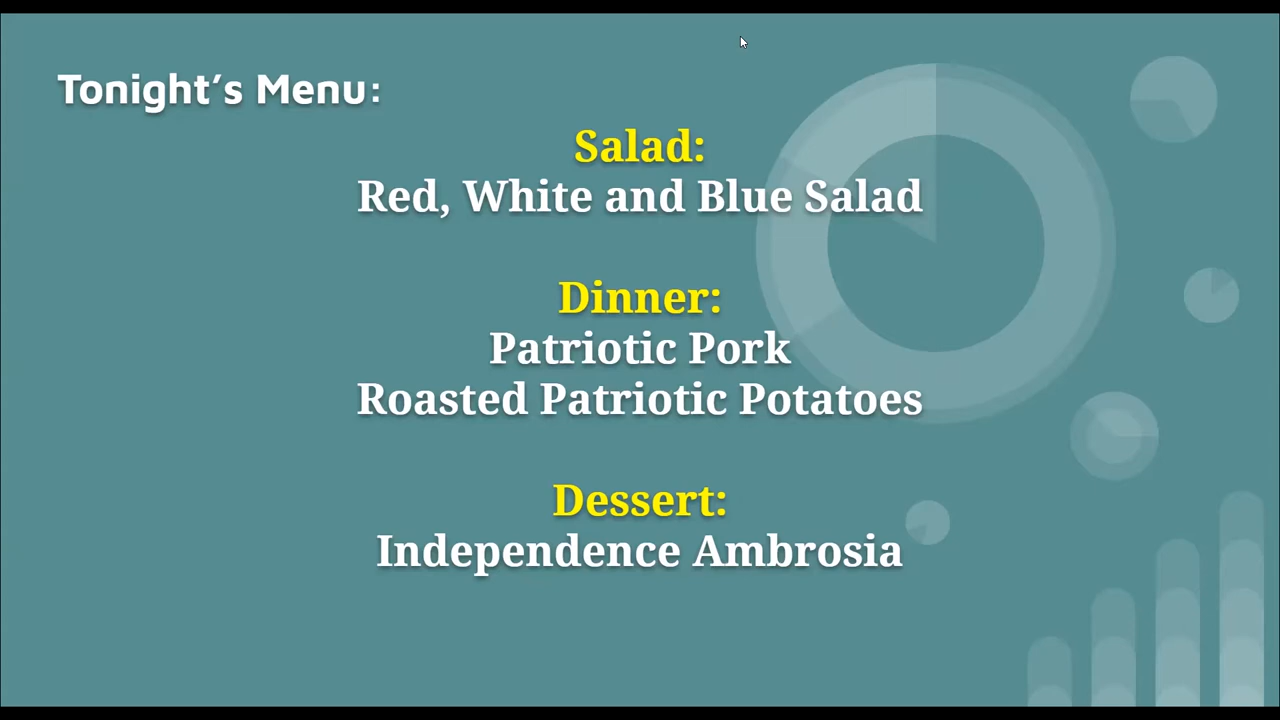 Tonight's Menu:
Salad:
Red, White and Blue Salad
Dinner:
Patriotic Pork
Roasted Patriotic Potatoes
Dessert:
Independence Ambrosia